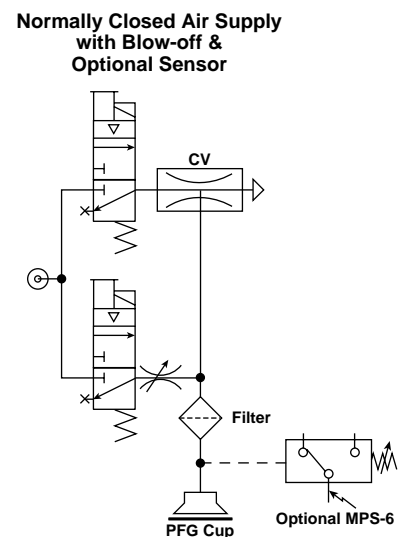 Normally Closed Air Supply
with Blow-off &
Optional Sensor
CV
Filter
Optional MPS-6
PFG Cup